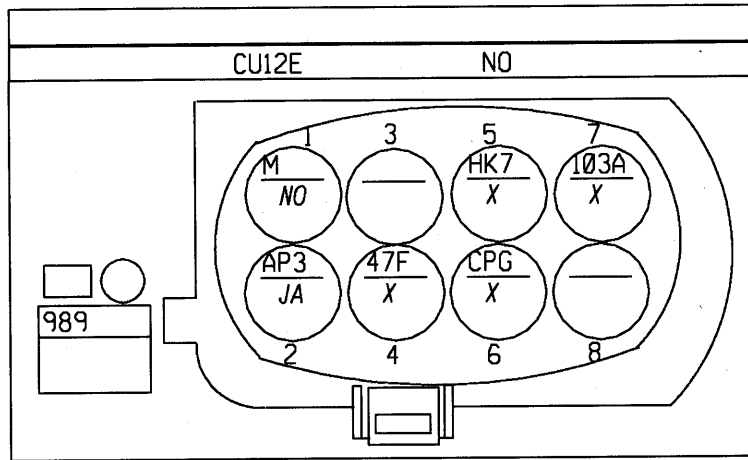 CU12E NO
1 3 5 7
M HK7 103A
NO X X
AP3 47F CPG
JA X X
989
2 4 6 8